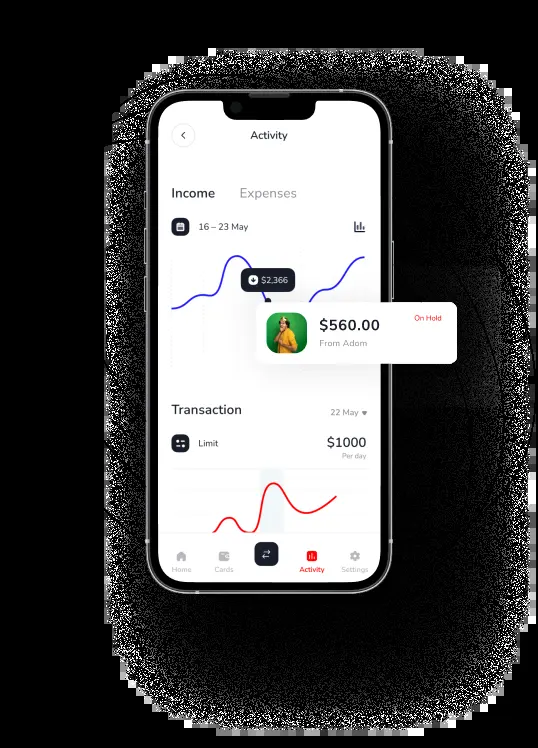 Activity
Income Expenses
16 – 23 May
$2,366
$560.00
On Hold
From Adom
Transaction
22 May
Limit
$1000
Per day
Home Cards Activity Settings